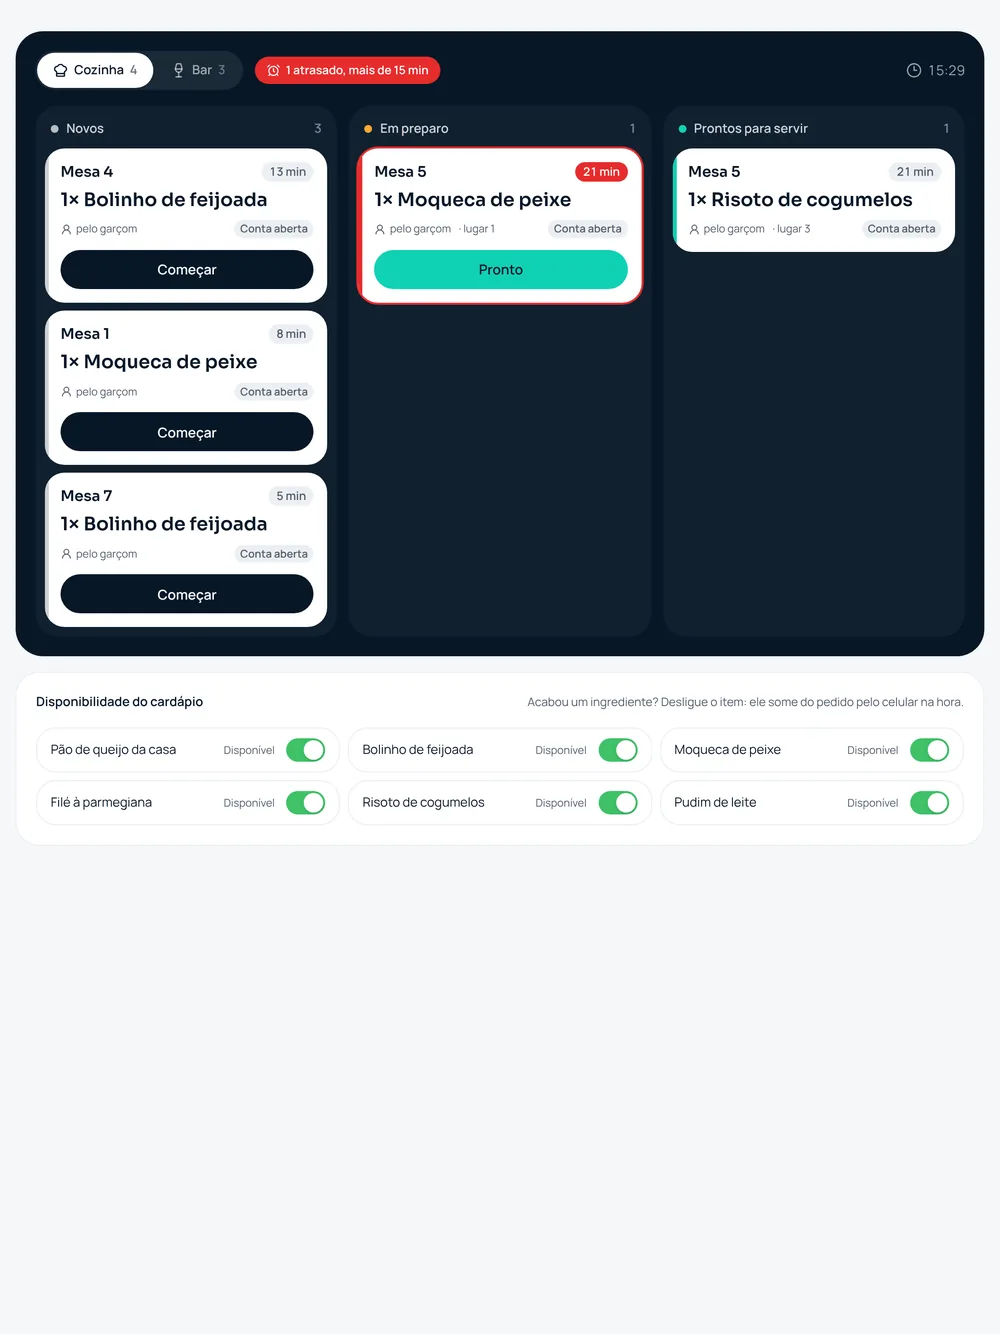 Cozinha 4
Bar 3
1 atrasado, mais de 15 min
15:29
Novos 3
Mesa 4 13 min
1× Bolinho de feijoada
pelo garçom Conta aberta
Começar
Mesa 1 8 min
1× Moqueca de peixe
pelo garçom Conta aberta
Começar
Mesa 7 5 min
1× Bolinho de feijoada
pelo garçom Conta aberta
Começar
Em preparo 1
Mesa 5 21 min
1× Moqueca de peixe
pelo garçom · lugar 1 Conta aberta
Pronto
Prontos para servir 1
Mesa 5 21 min
1× Risoto de cogumelos
pelo garçom · lugar 3 Conta aberta
Disponibilidade do cardápio
Acabou um ingrediente? Desligue o item: ele some do pedido pelo celular na hora.
Pão de queijo da casa Disponível
Bolinho de feijoada Disponível
Moqueca de peixe Disponível
Filé à parmegiana Disponível
Risoto de cogumelos Disponível
Pudim de leite Disponível